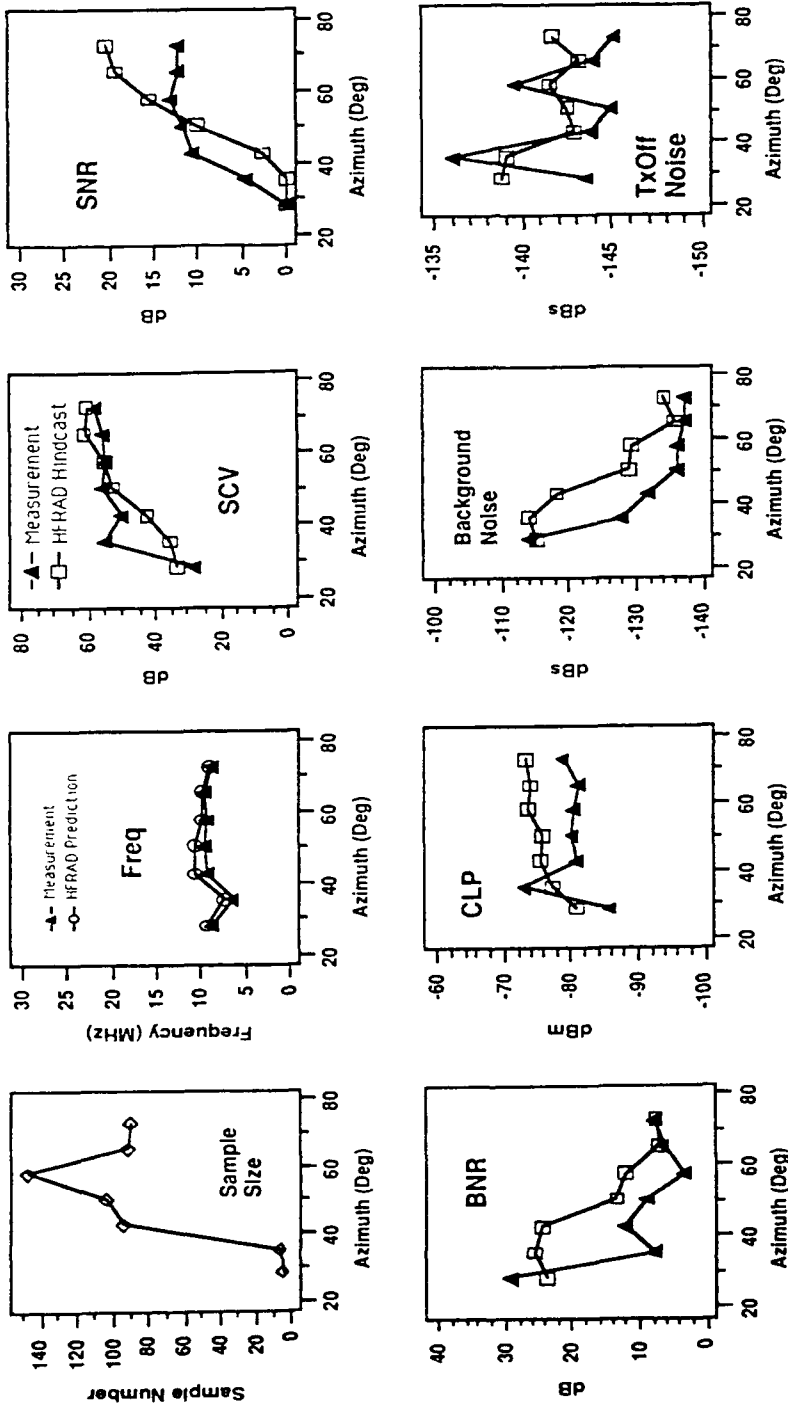 140
120
100
80
60
40
20
0
Sample Number
Sample
Size
20
40
60
80
Azimuth (Deg)
30
25
20
15
10
5
0
Frequency (MHz)
Measurement
HFRAD Prediction
Freq
20
40
60
80
Azimuth (Deg)
80
60
40
20
0
dB
Measurement
HFRAD Hindcast
SCV
20
40
60
80
Azimuth (Deg)
30
25
20
15
10
5
0
dB
SNR
20
40
60
80
Azimuth (Deg)
40
30
20
10
0
dB
BNR
20
40
60
80
Azimuth (Deg)
-60
-70
-80
-90
-100
dBm
CLP
20
40
60
80
Azimuth (Deg)
-100
-110
-120
-130
-140
dBs
Background
Noise
20
40
60
80
Azimuth (Deg)
-135
-140
-145
-150
dBs
TxOff
Noise
20
40
60
80
Azimuth (Deg)